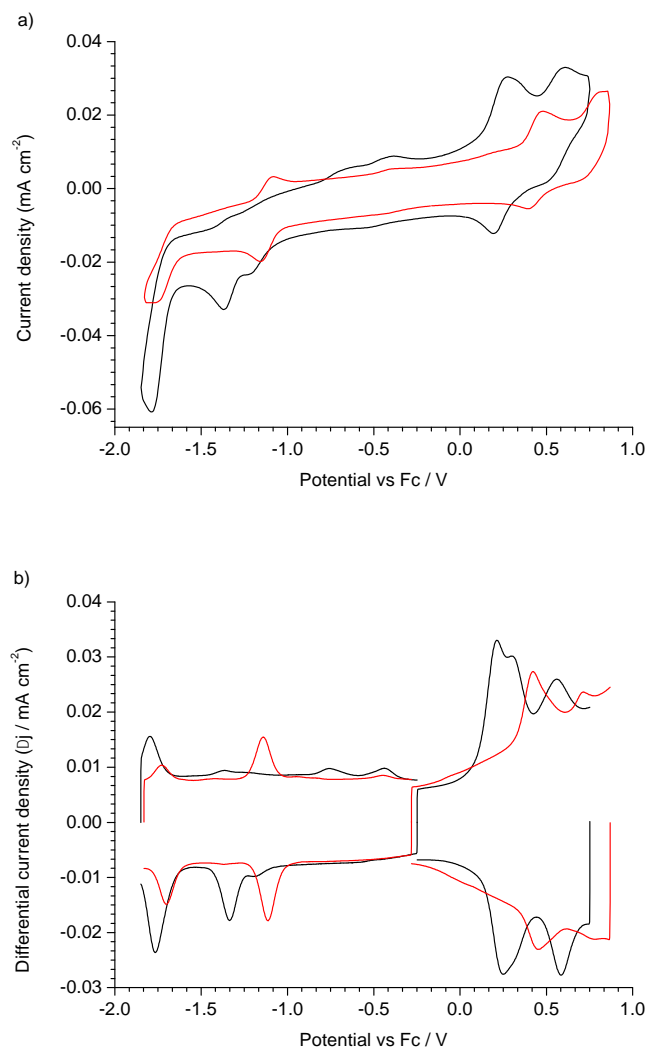 a)
0.04
0.02
0.00
-0.02
-0.04
-0.06
Current density (mA cm-2)
-2.0 -1.5 -1.0 -0.5 0.0 0.5 1.0
Potential vs Fc / V
b)
0.04
0.03
0.02
0.01
0.00
-0.01
-0.02
-0.03
Differential current density (▯j / mA cm-2)
-2.0 -1.5 -1.0 -0.5 0.0 0.5 1.0
Potential vs Fc / V